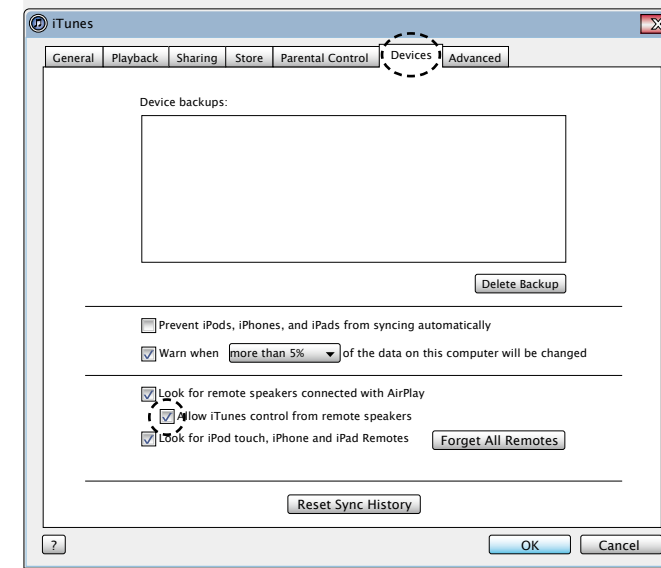 iTunes
General Playback Sharing Store Parental Control Devices Advanced
Device backups:
Delete Backup
Prevent iPods, iPhones, and iPads from syncing automatically
Warn when more than 5% of the data on this computer will be changed
Look for remote speakers connected with AirPlay
Allow iTunes control from remote speakers
Look for iPod touch, iPhone and iPad Remotes Forget All Remotes
Reset Sync History
? OK Cancel